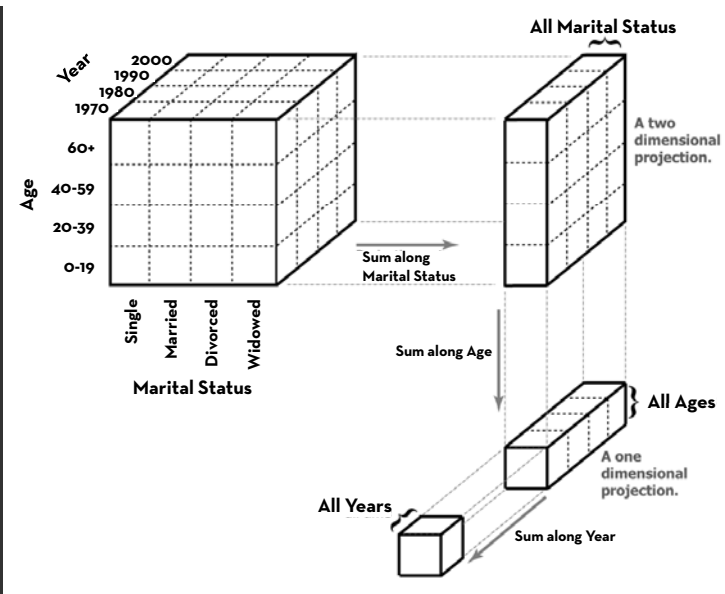 All Marital Status
Year
2000
1990
1980
1970
A two
dimensional
projection.
Age
60+
40-59
20-39
0-19
Sum along
Marital Status
Single
Married
Divorced
Widowed
Marital Status
Sum along Age
All Ages
A one
dimensional
projection.
All Years
Sum along Year